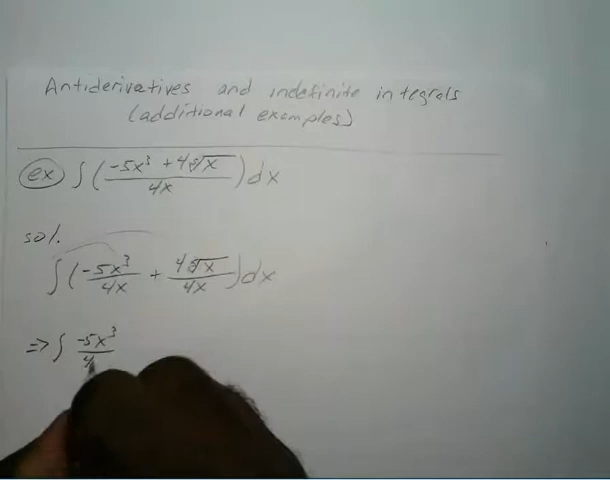 Antiderivatives and indefinite integrals
(additional examples)
ex ∫ (-5x³ + 4∛x / 4x) dx
sol.
∫ (-5x³ / 4x + 4∛x / 4x) dx
=> ∫ -5x³ / 4